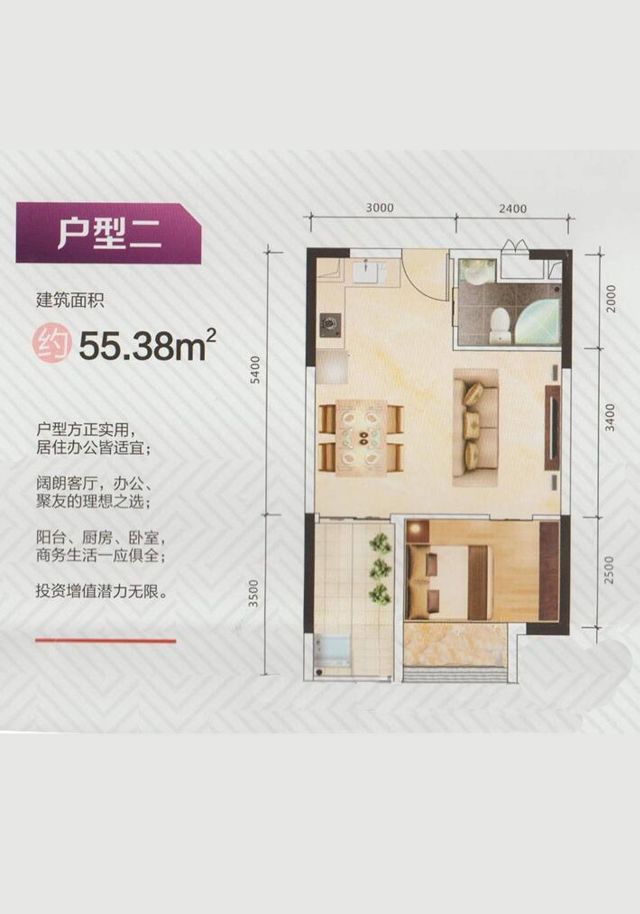 户型二
建筑面积
约55.38m²
户型方正实用，
居住办公皆适宜；
阔朗客厅，办公、
聚友的理想之选；
阳台、厨房、卧室，
商务生活一应俱全；
投资增值潜力无限。
3000
2400
2000
5400
3400
2500
3500